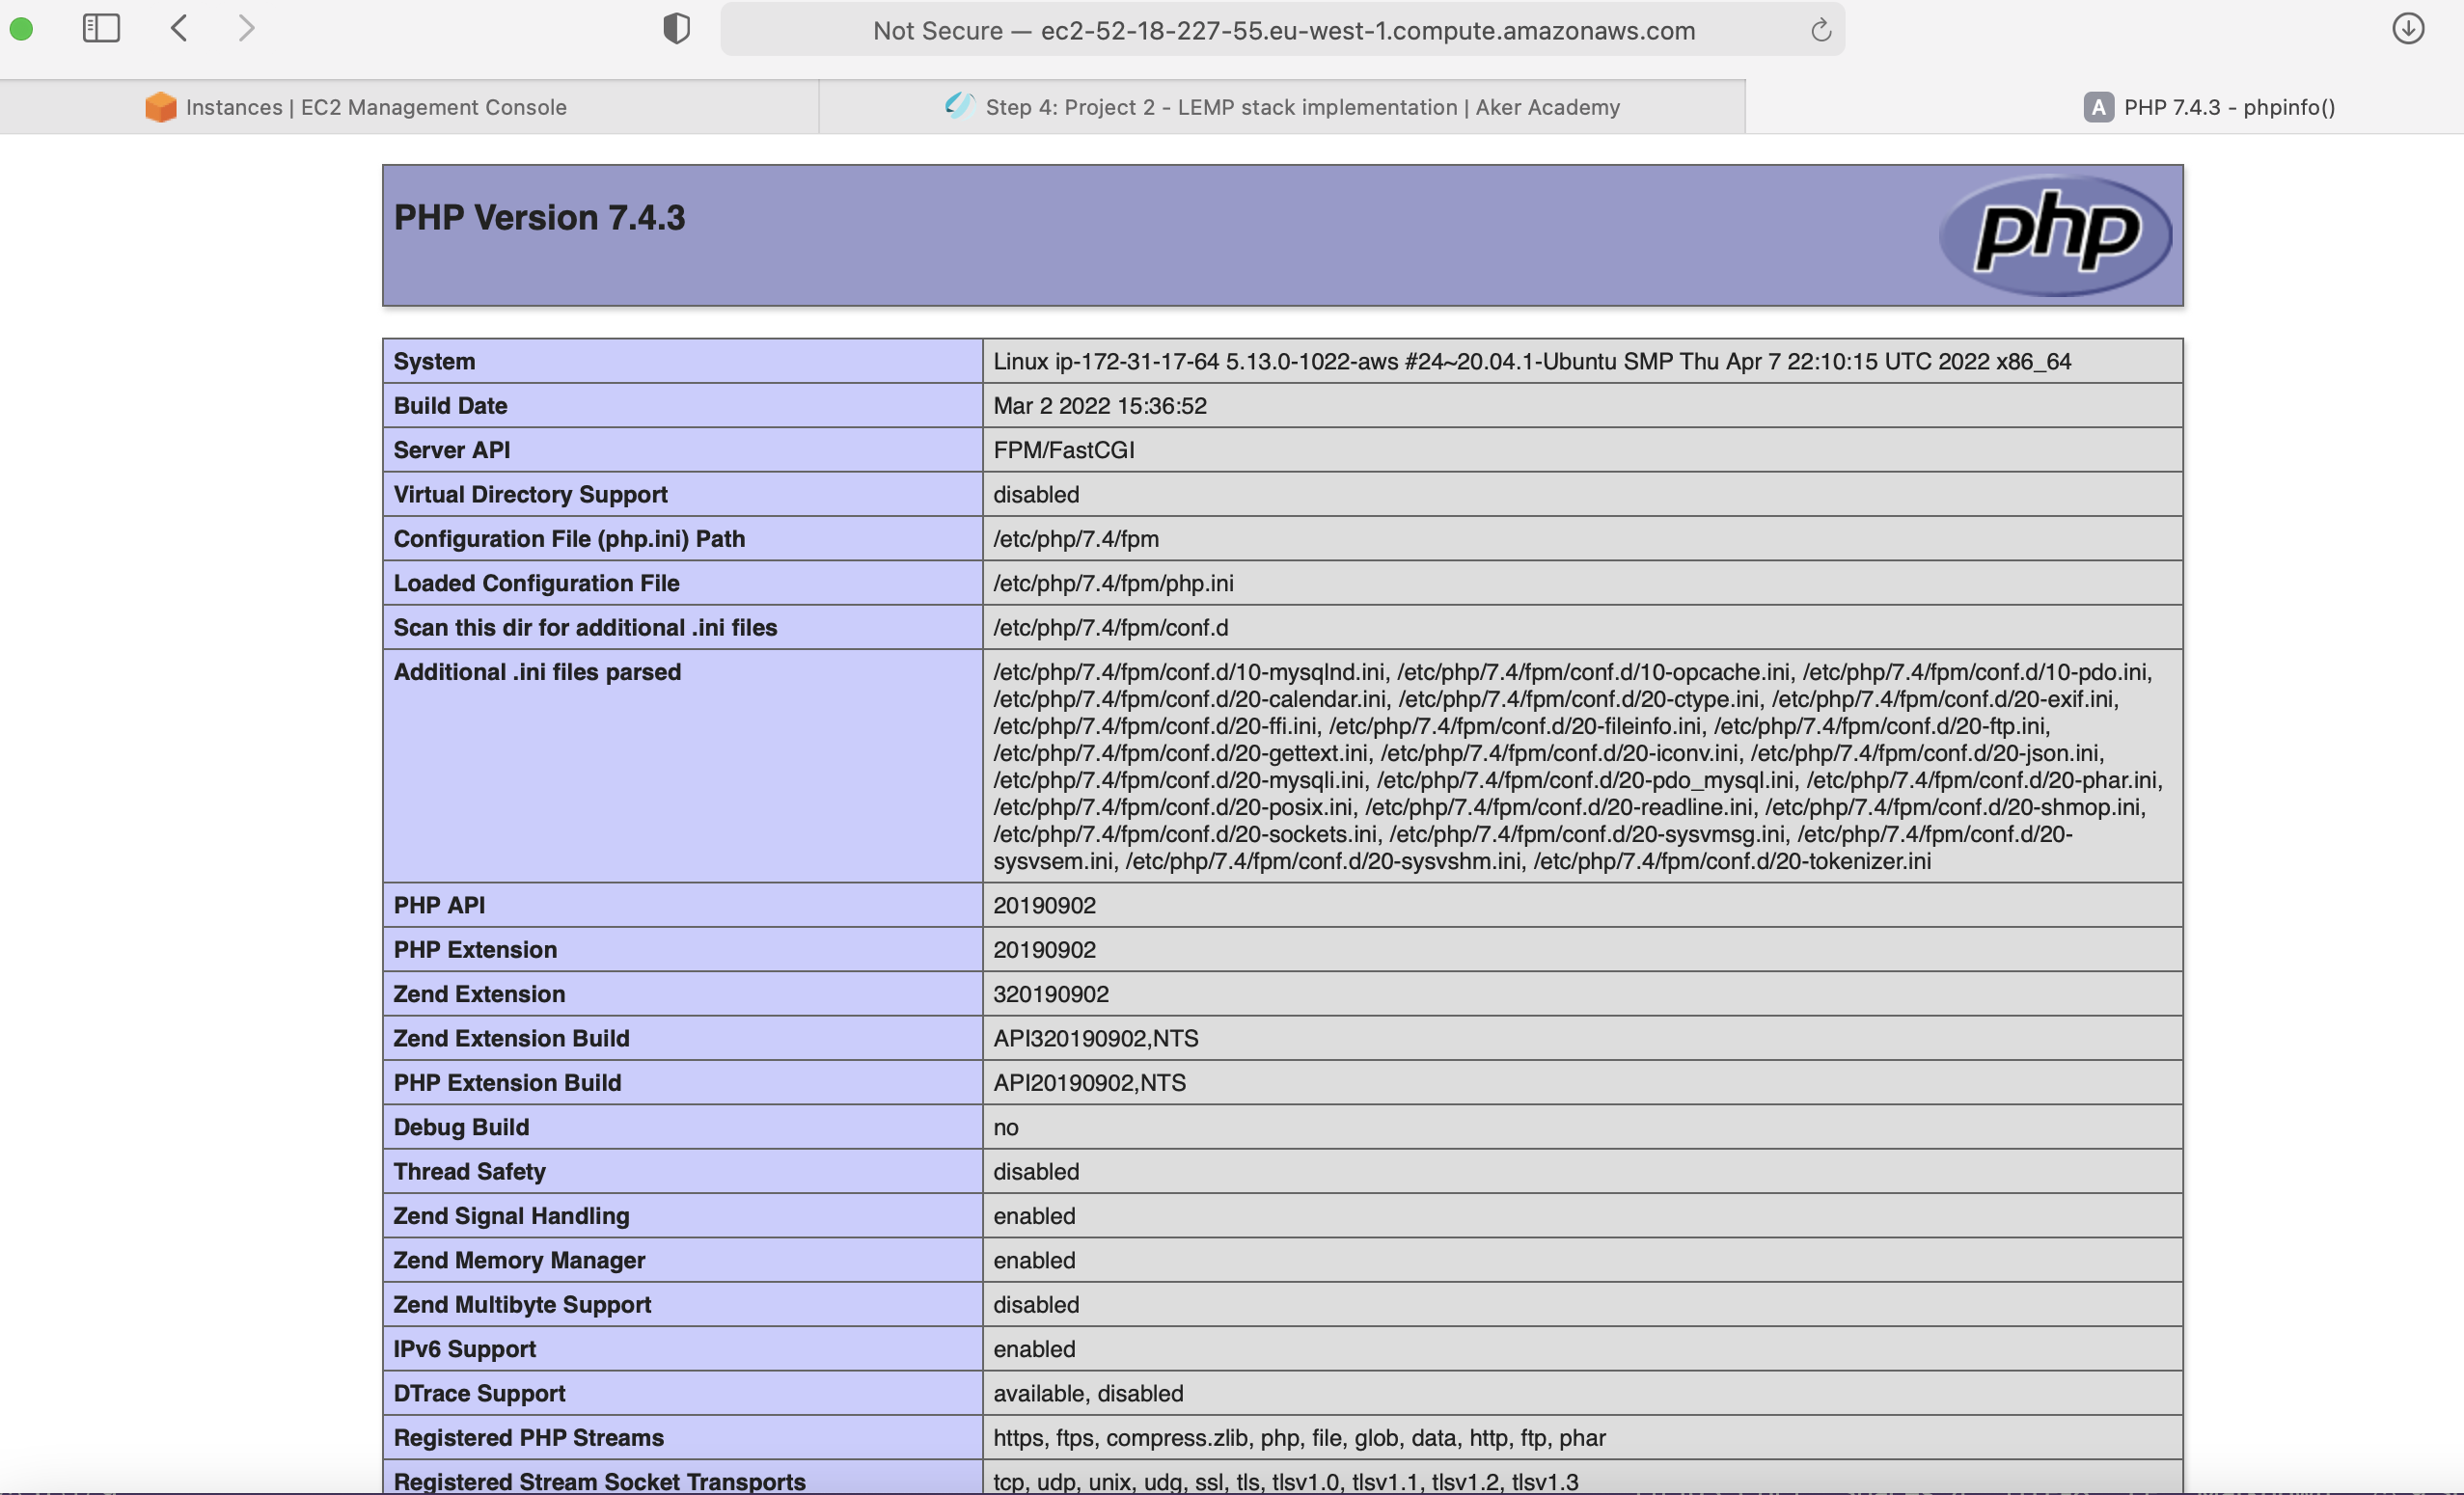 Not Secure — ec2-52-18-227-55.eu-west-1.compute.amazonaws.com
Instances | EC2 Management Console
Step 4: Project 2 - LEMP stack implementation | Aker Academy
A PHP 7.4.3 - phpinfo()
PHP Version 7.4.3
php
System Linux ip-172-31-17-64 5.13.0-1022-aws #24~20.04.1-Ubuntu SMP Thu Apr 7 22:10:15 UTC 2022 x86_64
Build Date Mar 2 2022 15:36:52
Server API FPM/FastCGI
Virtual Directory Support disabled
Configuration File (php.ini) Path /etc/php/7.4/fpm
Loaded Configuration File /etc/php/7.4/fpm/php.ini
Scan this dir for additional .ini files /etc/php/7.4/fpm/conf.d
Additional .ini files parsed /etc/php/7.4/fpm/conf.d/10-mysqlnd.ini, /etc/php/7.4/fpm/conf.d/10-opcache.ini, /etc/php/7.4/fpm/conf.d/10-pdo.ini,
/etc/php/7.4/fpm/conf.d/20-calendar.ini, /etc/php/7.4/fpm/conf.d/20-ctype.ini, /etc/php/7.4/fpm/conf.d/20-exif.ini,
/etc/php/7.4/fpm/conf.d/20-ffi.ini, /etc/php/7.4/fpm/conf.d/20-fileinfo.ini, /etc/php/7.4/fpm/conf.d/20-ftp.ini,
/etc/php/7.4/fpm/conf.d/20-gettext.ini, /etc/php/7.4/fpm/conf.d/20-iconv.ini, /etc/php/7.4/fpm/conf.d/20-json.ini,
/etc/php/7.4/fpm/conf.d/20-mysqli.ini, /etc/php/7.4/fpm/conf.d/20-pdo_mysql.ini, /etc/php/7.4/fpm/conf.d/20-phar.ini,
/etc/php/7.4/fpm/conf.d/20-posix.ini, /etc/php/7.4/fpm/conf.d/20-readline.ini, /etc/php/7.4/fpm/conf.d/20-shmop.ini,
/etc/php/7.4/fpm/conf.d/20-sockets.ini, /etc/php/7.4/fpm/conf.d/20-sysvmsg.ini, /etc/php/7.4/fpm/conf.d/20-
sysvsem.ini, /etc/php/7.4/fpm/conf.d/20-sysvshm.ini, /etc/php/7.4/fpm/conf.d/20-tokenizer.ini
PHP API 20190902
PHP Extension 20190902
Zend Extension 320190902
Zend Extension Build API320190902,NTS
PHP Extension Build API20190902,NTS
Debug Build no
Thread Safety disabled
Zend Signal Handling enabled
Zend Memory Manager enabled
Zend Multibyte Support disabled
IPv6 Support enabled
DTrace Support available, disabled
Registered PHP Streams https, ftps, compress.zlib, php, file, glob, data, http, ftp, phar
Registered Stream Socket Transports tcp, udp, unix, udg, ssl, tls, tlsv1.0, tlsv1.1, tlsv1.2, tlsv1.3